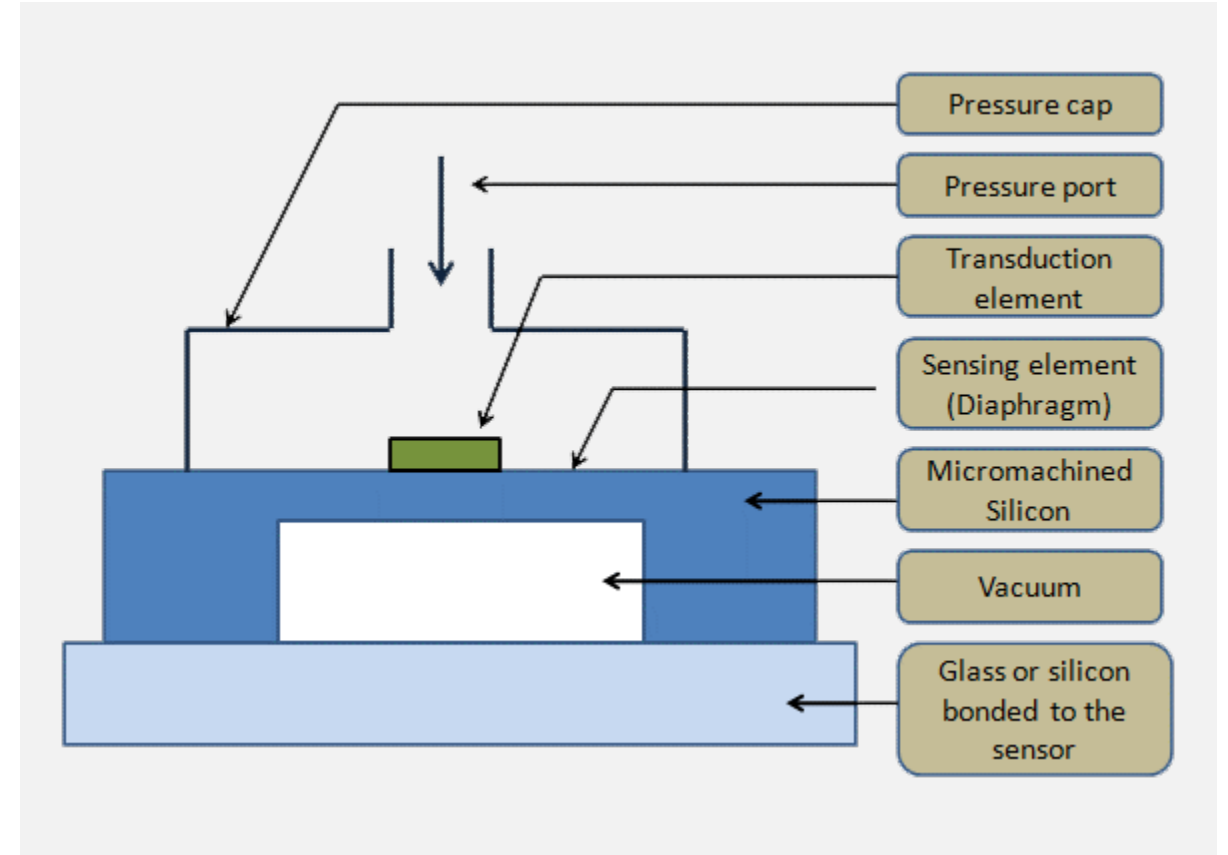 Pressure cap
Pressure port
Transduction
element
Sensing element
(Diaphragm)
Micromachined
Silicon
Vacuum
Glass or silicon
bonded to the
sensor